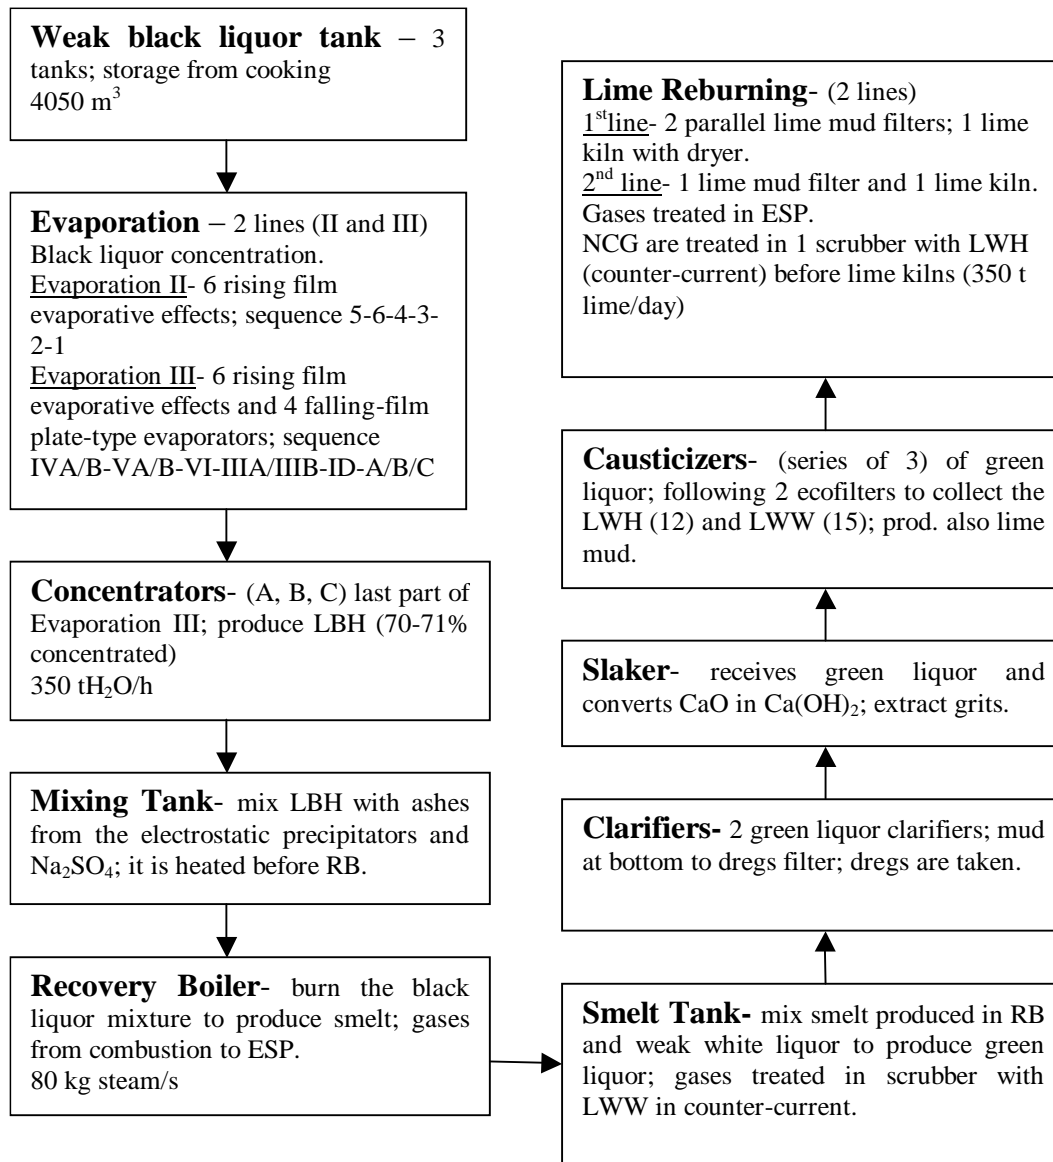 Weak black liquor tank – 3
tanks; storage from cooking
4050 m³
Evaporation – 2 lines (II and III)
Black liquor concentration.
Evaporation II- 6 rising film
evaporative effects; sequence 5-6-4-3-
2-1
Evaporation III- 6 rising film
evaporative effects and 4 falling-film
plate-type evaporators; sequence
IVA/B-VA/B-VI-IIIA/IIIB-ID-A/B/C
Concentrators- (A, B, C) last part of
Evaporation III; produce LBH (70-71%
concentrated)
350 tH₂O/h
Mixing Tank- mix LBH with ashes
from the electrostatic precipitators and
Na₂SO₄; it is heated before RB.
Recovery Boiler- burn the black
liquor mixture to produce smelt; gases
from combustion to ESP.
80 kg steam/s
Smelt Tank- mix smelt produced in RB
and weak white liquor to produce green
liquor; gases treated in scrubber with
LWW in counter-current.
Clarifiers- 2 green liquor clarifiers; mud
at bottom to dregs filter; dregs are taken.
Slaker- receives green liquor and
converts CaO in Ca(OH)₂; extract grits.
Causticizers- (series of 3) of green
liquor; following 2 ecofilters to collect the
LWH (12) and LWW (15); prod. also lime
mud.
Lime Reburning- (2 lines)
1ˢᵗline- 2 parallel lime mud filters; 1 lime
kiln with dryer.
2ⁿᵈ line- 1 lime mud filter and 1 lime kiln.
Gases treated in ESP.
NCG are treated in 1 scrubber with LWH
(counter-current) before lime kilns (350 t
lime/day)